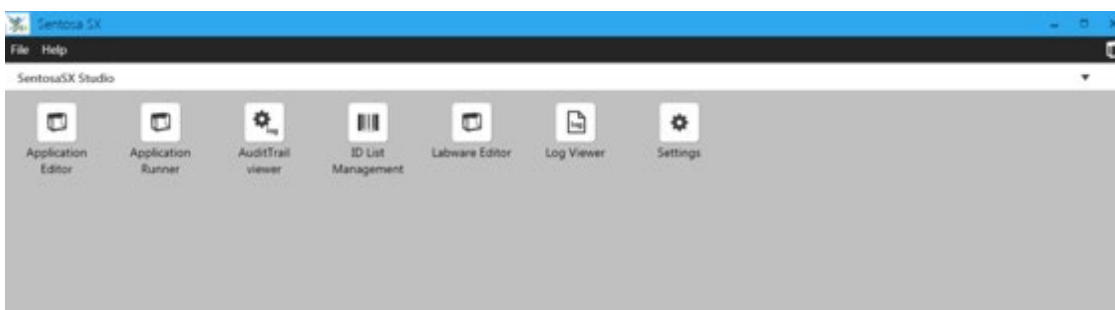 Sentosa SX
File Help
SentosaSX Studio
Application Editor
Application Runner
AuditTrail viewer
ID List Management
Labware Editor
Log Viewer
Settings